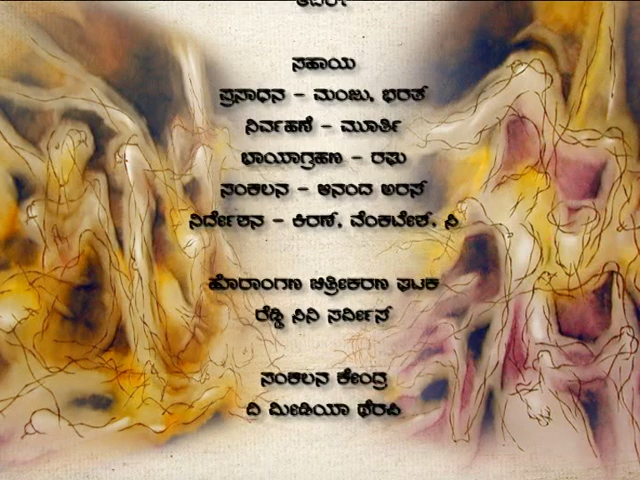 ಸಹಾಯ
ಪ್ರಸಾಧನ - ಮಂಜು, ಭರತ್
ನಿರ್ವಹಣೆ - ಮೂರ್ತಿ
ಛಾಯಾಗ್ರಹಣ - ರಘು
ಸಂಕಲನ - ಆನಂದ ಅರಸ್
ನಿರ್ದೇಶನ - ಕಿರಣ್, ವೆಂಕಟೇಶ, ಸಿ
ಹೊರಾಂಗಣ ಚಿತ್ರೀಕರಣ ಘಟಕ
ರೆಡ್ಡಿ ಸಿನಿ ಸರ್ವೀಸ್
ಸಂಕಲನ ಕೇಂದ್ರ
ದಿ ಮೀಡಿಯಾ ಥೆರಪಿ